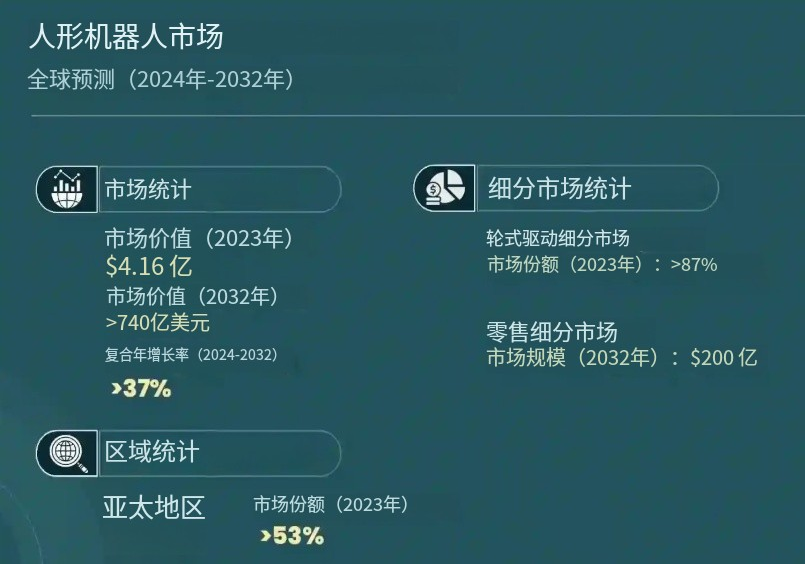 人形机器人市场
全球预测（2024年-2032年）
市场统计
市场价值（2023年）
$4.16 亿
市场价值（2032年）
>740亿美元
复合年增长率（2024-2032）
>37%
细分市场统计
轮式驱动细分市场
市场份额（2023年）：>87%
零售细分市场
市场规模（2032年）：$200 亿
区域统计
亚太地区
市场份额（2023年）
>53%